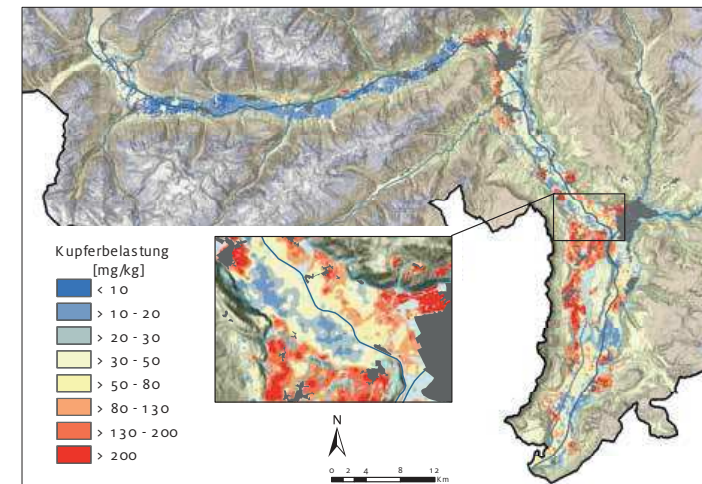 Kupferbelastung
[mg/kg]
< 10
> 10 - 20
> 20 - 30
> 30 - 50
> 50 - 80
> 80 - 130
> 130 - 200
> 200
N
0 2 4 8 12
Km